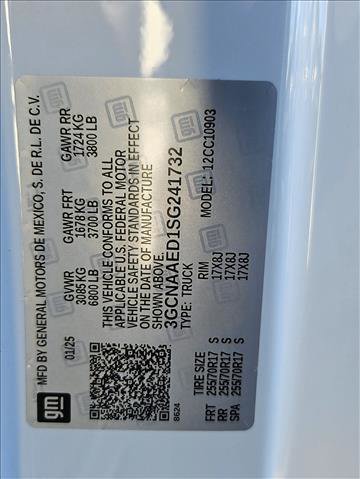 gm
MFD BY GENERAL MOTORS DE MEXICO, S. DE R.L. DE C.V.
01/25
GVWR GAWR FRT GAWR RR
3085 KG 1678 KG 1724 KG
6800 LB 3700 LB 3800 LB
THIS VEHICLE CONFORMS TO ALL
APPLICABLE U.S. FEDERAL MOTOR
VEHICLE SAFETY STANDARDS IN EFFECT
ON THE DATE OF MANUFACTURE
SHOWN ABOVE.
3GCNAAED1SG241732
TYPE: TRUCK MODEL: 12CC10903
8624
TIRE SIZE RIM
FRT 255/70R17 S 17X8J
RR 255/70R17 S 17X8J
SPA 255/70R17 S 17X8J